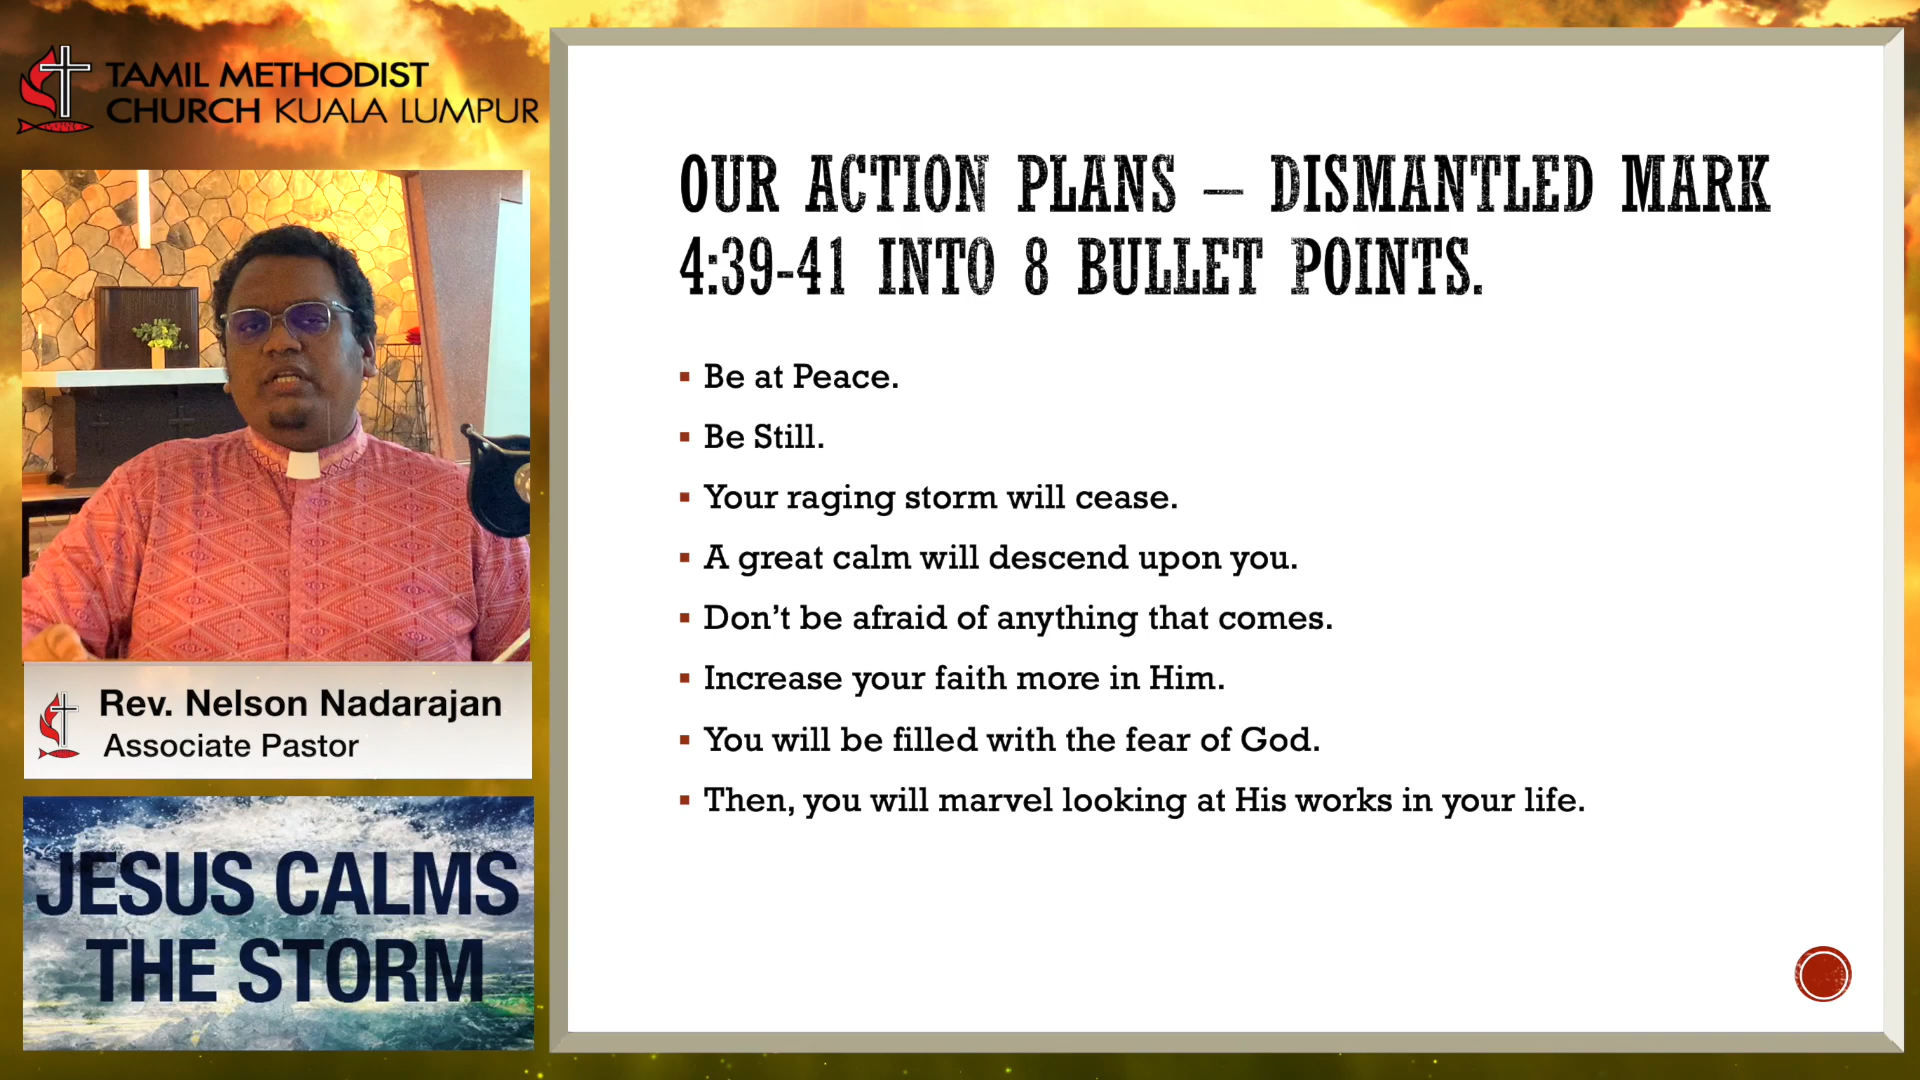 TAMIL METHODIST
CHURCH KUALA LUMPUR
Rev. Nelson Nadarajan
Associate Pastor
JESUS CALMS
THE STORM
OUR ACTION PLANS – DISMANTLED MARK
4:39-41 INTO 8 BULLET POINTS.
▪ Be at Peace.
▪ Be Still.
▪ Your raging storm will cease.
▪ A great calm will descend upon you.
▪ Don’t be afraid of anything that comes.
▪ Increase your faith more in Him.
▪ You will be filled with the fear of God.
▪ Then, you will marvel looking at His works in your life.